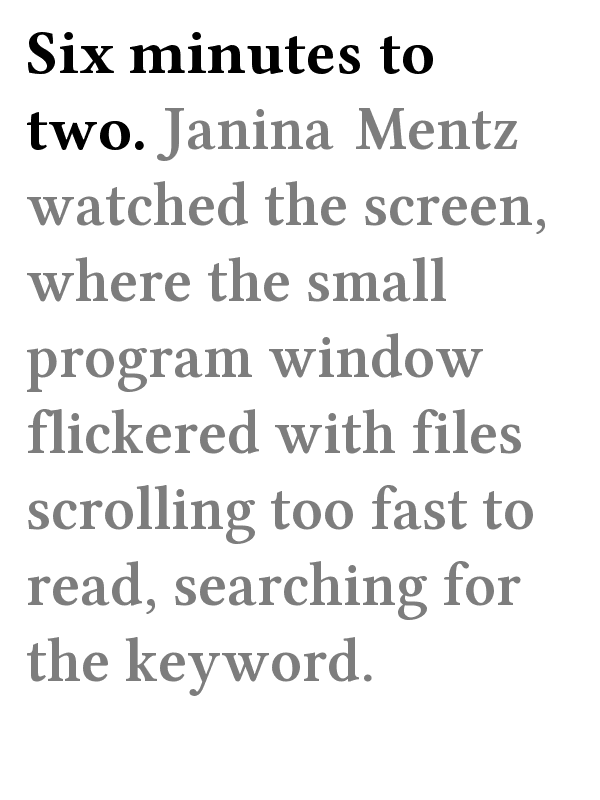 Six minutes to
two. Janina Mentz
watched the screen,
where the small
program window
flickered with files
scrolling too fast to
read, searching for
the keyword.